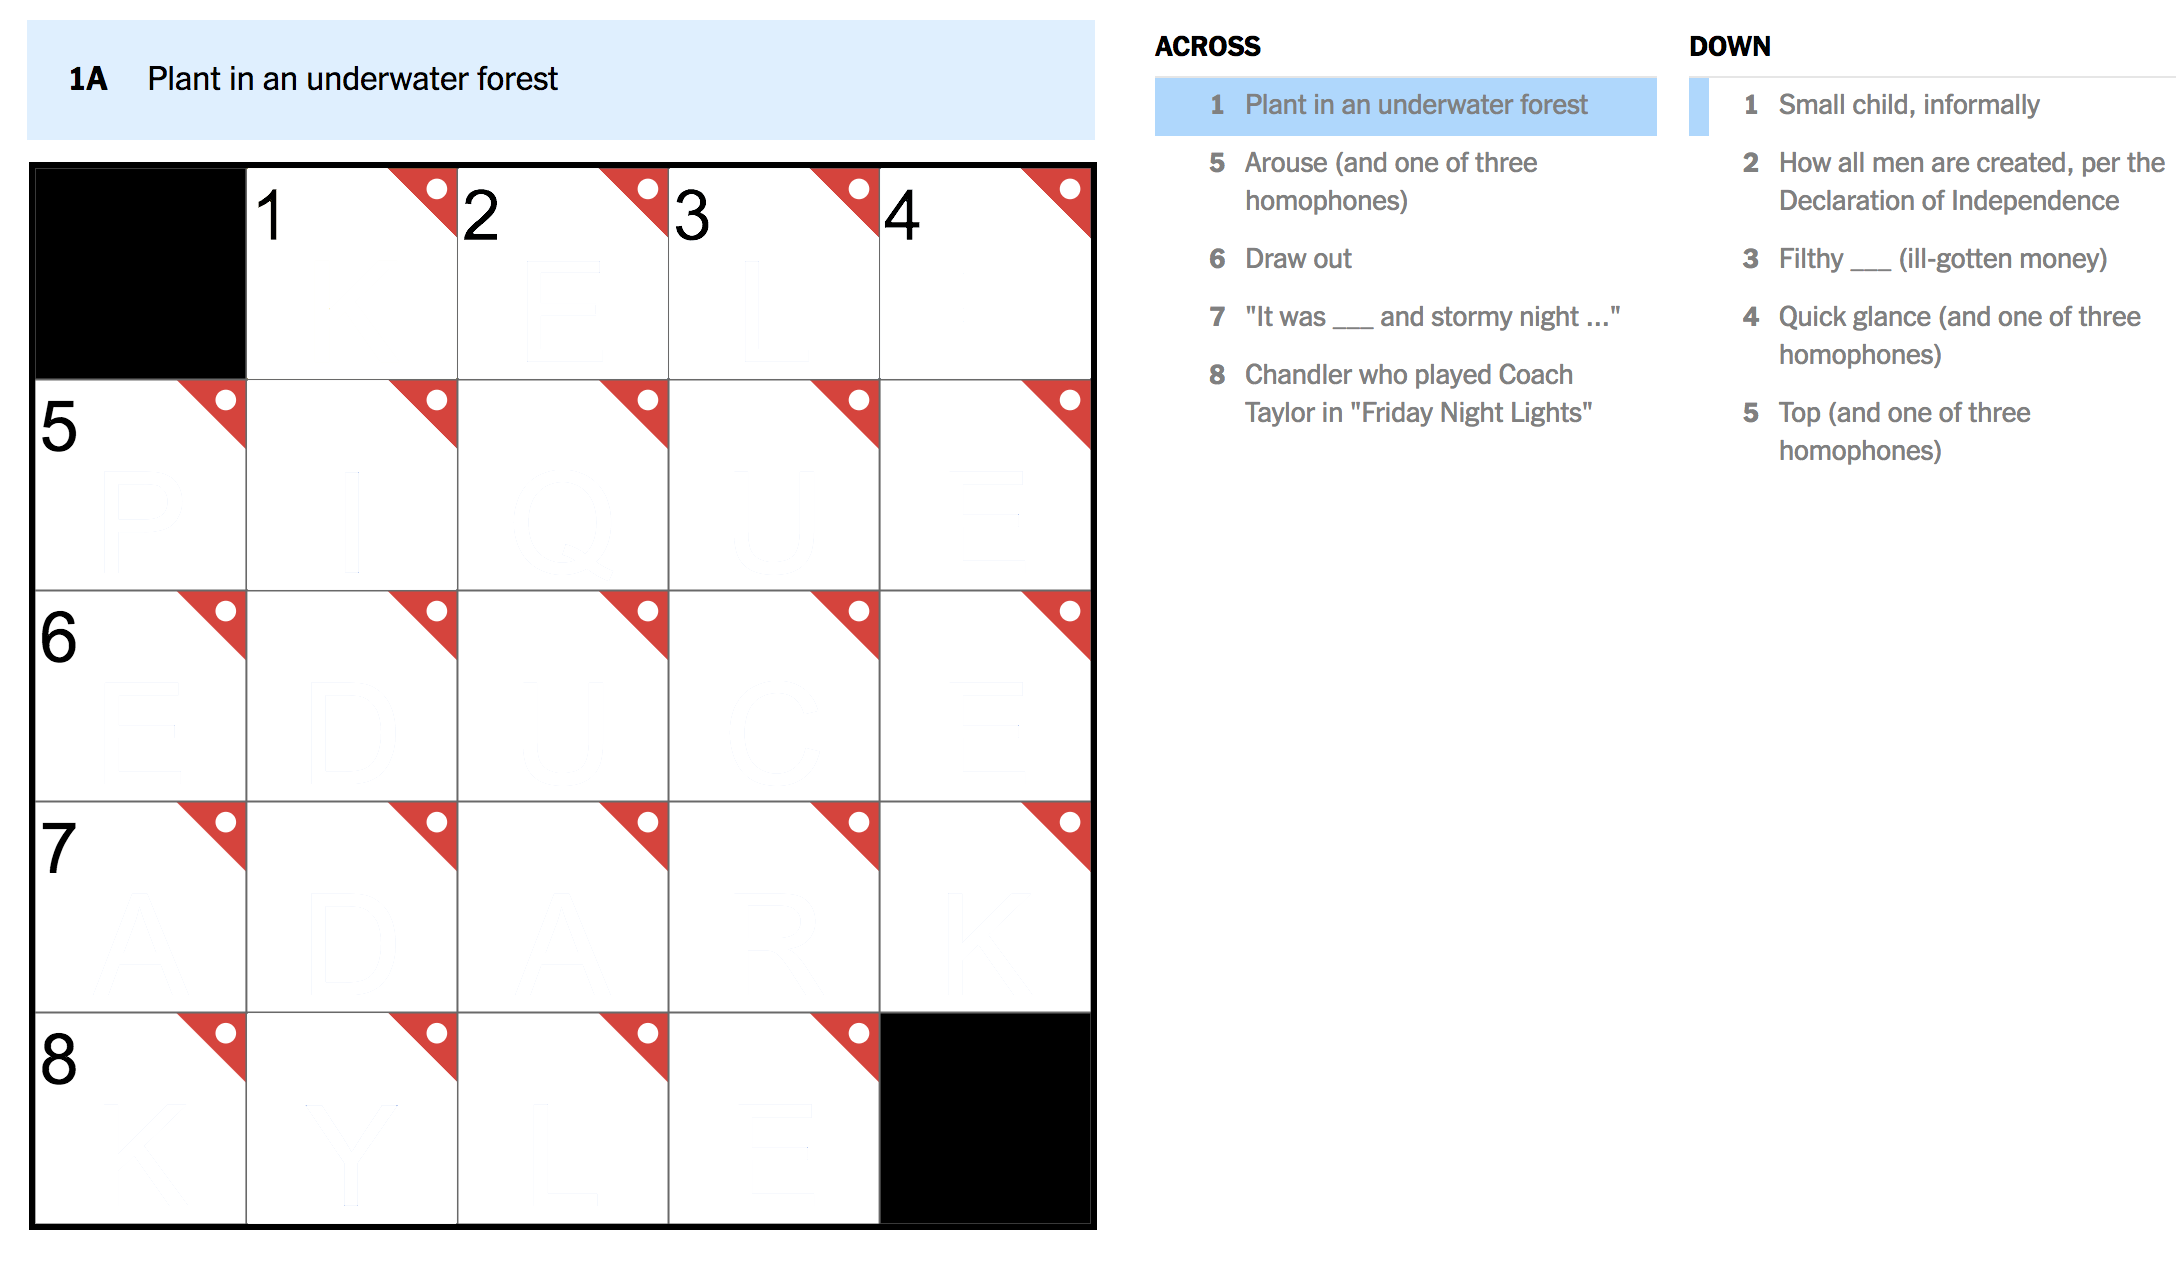 1A Plant in an underwater forest
1 2 3 4
5
6
7
8
ACROSS
1 Plant in an underwater forest
5 Arouse (and one of three
homophones)
6 Draw out
7 "It was ___ and stormy night ..."
8 Chandler who played Coach
Taylor in "Friday Night Lights"
DOWN
1 Small child, informally
2 How all men are created, per the
Declaration of Independence
3 Filthy ___ (ill-gotten money)
4 Quick glance (and one of three
homophones)
5 Top (and one of three
homophones)